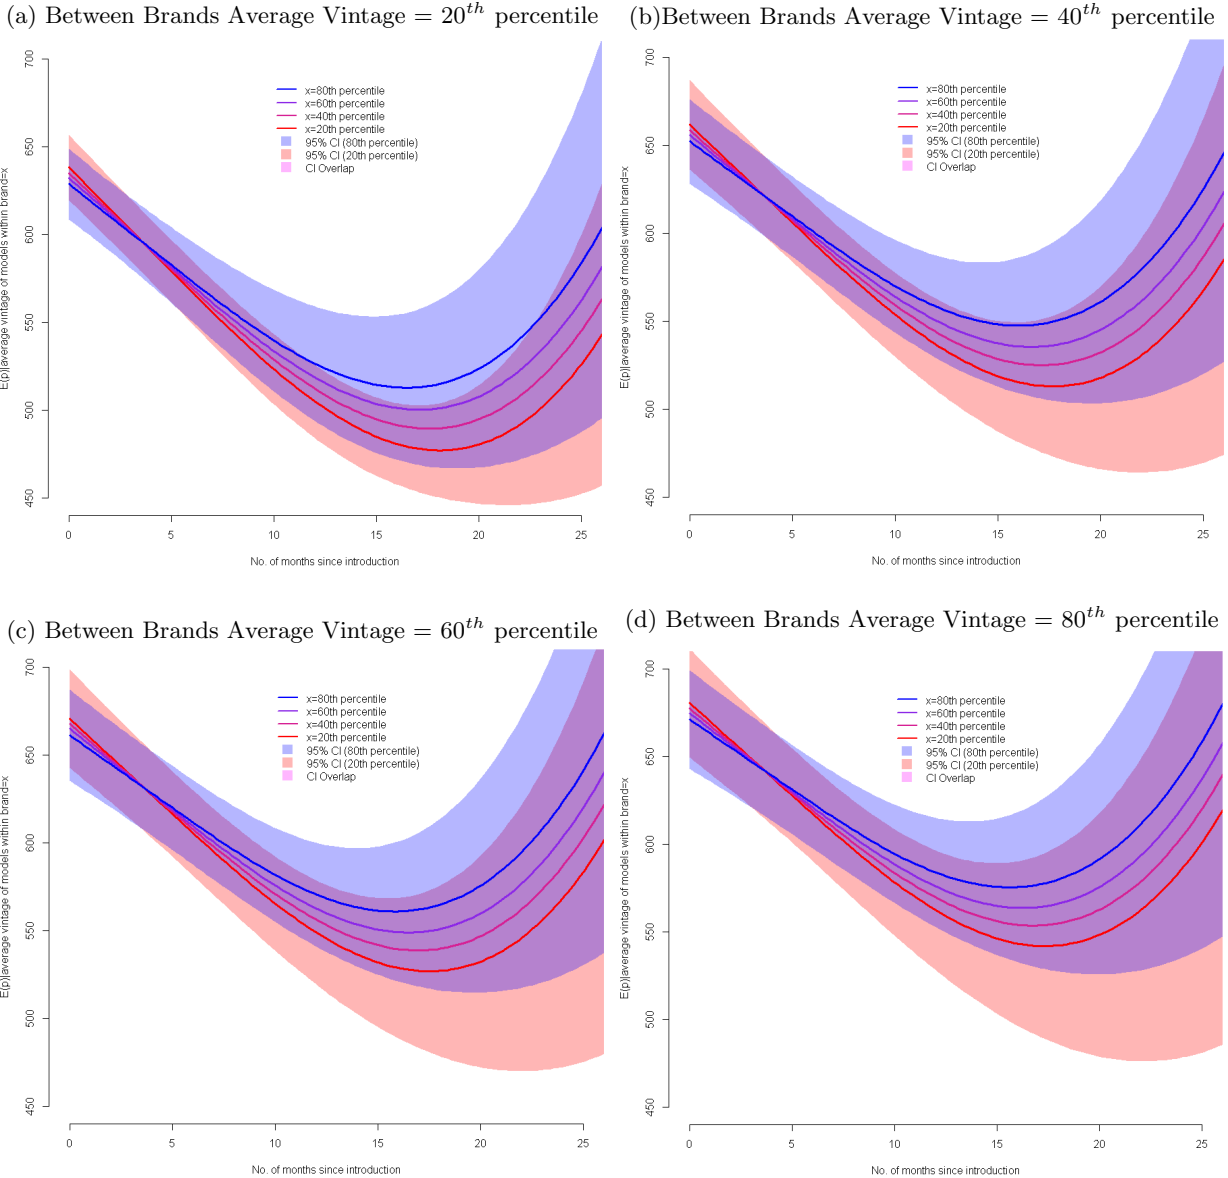 (a) Between Brands Average Vintage = 20th percentile
700
650
600
550
500
450
E(p)|average vintage of models within brand=x
x=80th percentile
x=60th percentile
x=40th percentile
x=20th percentile
95% CI (80th percentile)
95% CI (20th percentile)
CI Overlap
0 5 10 15 20 25
No. of months since introduction
(b)Between Brands Average Vintage = 40th percentile
700
650
600
550
500
450
E(p)|average vintage of models within brand=x
x=80th percentile
x=60th percentile
x=40th percentile
x=20th percentile
95% CI (80th percentile)
95% CI (20th percentile)
CI Overlap
0 5 10 15 20 25
No. of months since introduction
(c) Between Brands Average Vintage = 60th percentile
700
650
600
550
500
450
E(p)|average vintage of models within brand=x
x=80th percentile
x=60th percentile
x=40th percentile
x=20th percentile
95% CI (80th percentile)
95% CI (20th percentile)
CI Overlap
0 5 10 15 20 25
No. of months since introduction
(d) Between Brands Average Vintage = 80th percentile
700
650
600
550
500
450
E(p)|average vintage of models within brand=x
x=80th percentile
x=60th percentile
x=40th percentile
x=20th percentile
95% CI (80th percentile)
95% CI (20th percentile)
CI Overlap
0 5 10 15 20 25
No. of months since introduction